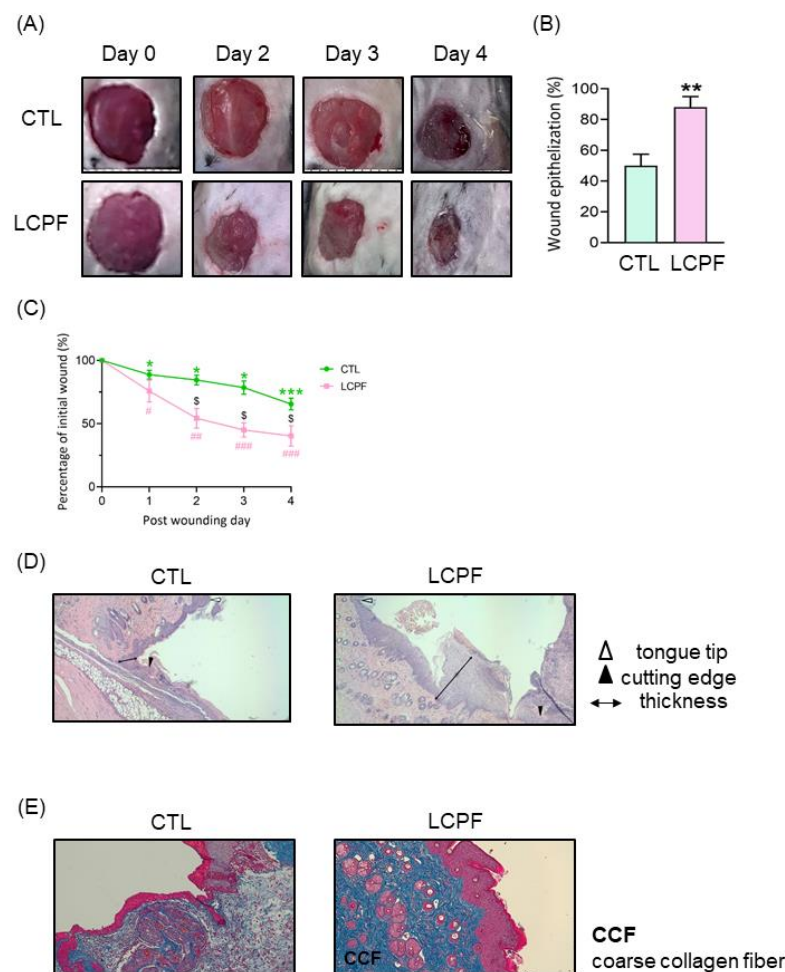 (A)
Day 0 Day 2 Day 3 Day 4
CTL
LCPF
(B)
Wound epithelization (%)
100
80
60
40
20
0
**
CTL LCPF
(C)
Percentage of initial wound (%)
100
50
0
* * * ***
$ $ $
# ## ### ###
0 1 2 3 4
Post wounding day
CTL
LCPF
(D)
CTL LCPF
tongue tip
cutting edge
thickness
(E)
CTL LCPF
CCF
CCF
coarse collagen fiber